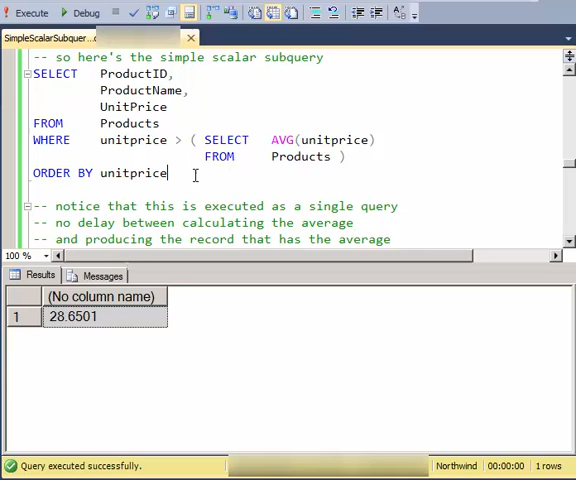 Execute Debug
SimpleScalarSubquer...
-- so here's the simple scalar subquery
SELECT ProductID,
ProductName,
UnitPrice
FROM Products
WHERE unitprice > ( SELECT AVG(unitprice)
FROM Products )
ORDER BY unitprice
-- notice that this is executed as a single query
-- no delay between calculating the average
-- and producing the record that has the average
100 %
Results Messages
(No column name)
1 28.6501
Query executed successfully. Northwind 00:00:00 1 rows